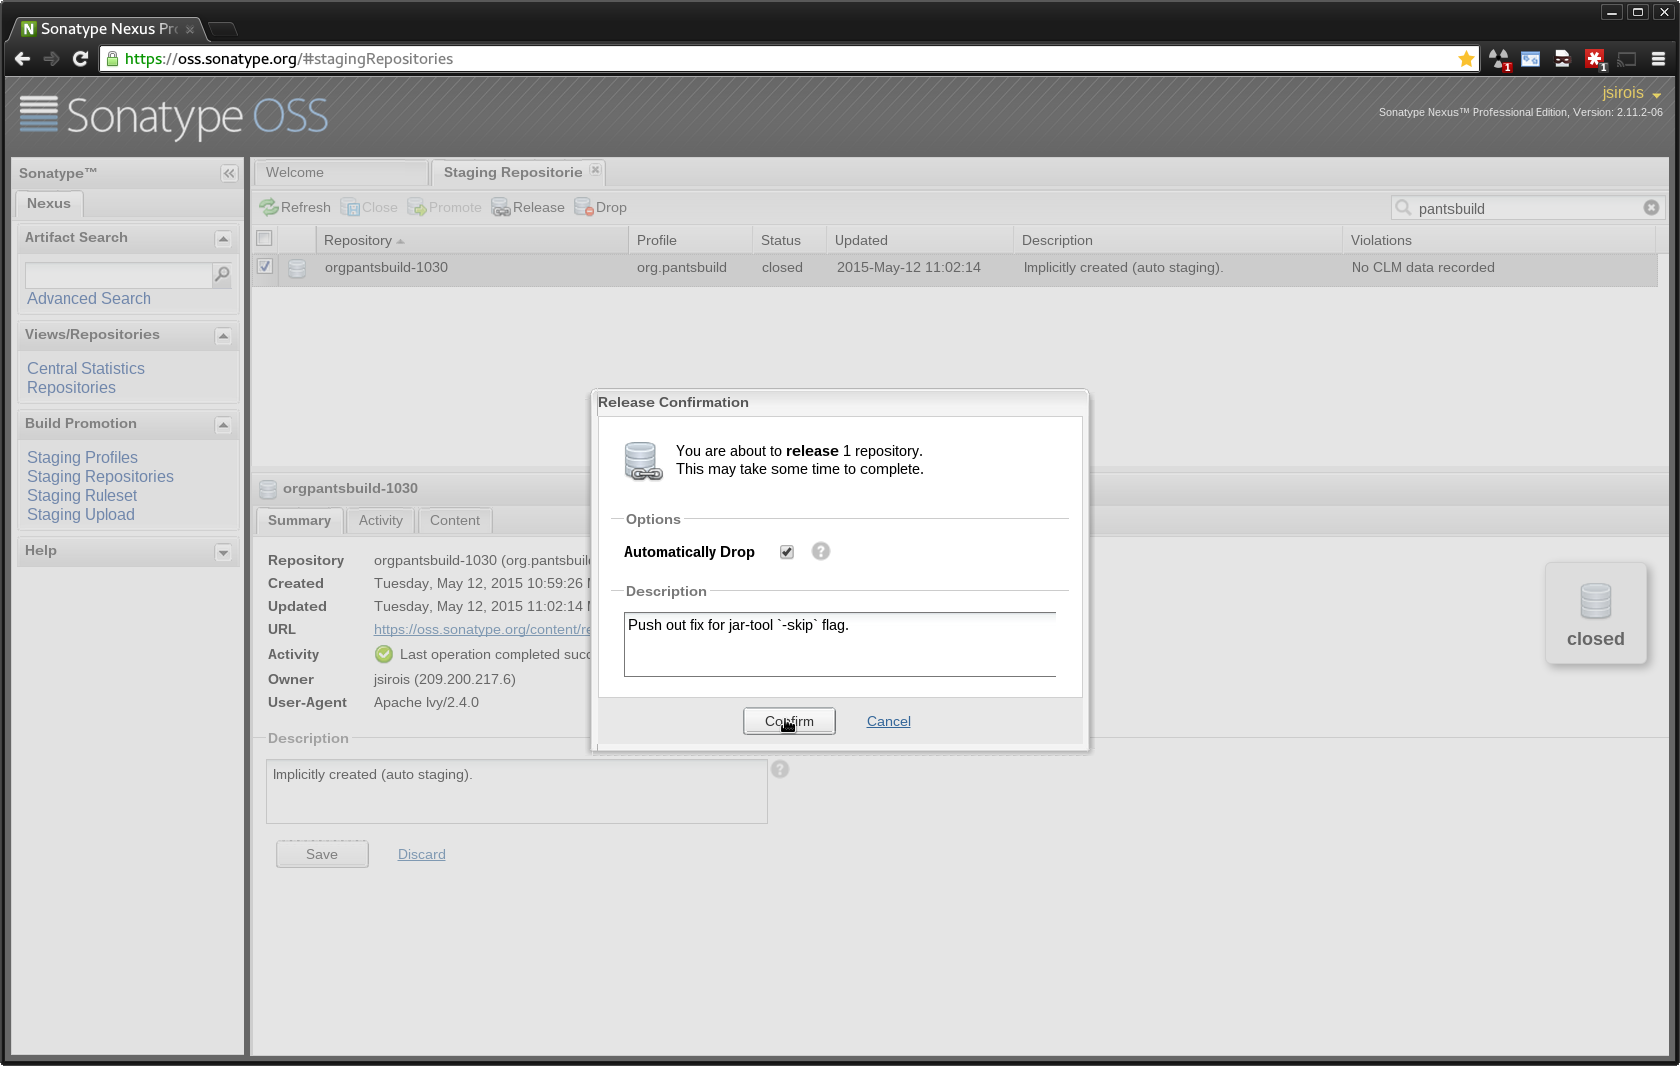 Sonatype Nexus Pr
https://oss.sonatype.org/#stagingRepositories
1
1
Sonatype OSS
jsirois
Sonatype Nexus™ Professional Edition, Version: 2.11.2-06
Sonatype™
Nexus
Artifact Search
Advanced Search
Views/Repositories
Central Statistics
Repositories
Build Promotion
Staging Profiles
Staging Repositories
Staging Ruleset
Staging Upload
Help
Welcome
Staging Repositorie
Refresh Close Promote Release Drop
pantsbuild
Repository Profile Status Updated Description Violations
orgpantsbuild-1030 org.pantsbuild closed 2015-May-12 11:02:14 Implicitly created (auto staging). No CLM data recorded
orgpantsbuild-1030
Summary Activity Content
Repository orgpantsbuild-1030 (org.pantsbuil
Created Tuesday, May 12, 2015 10:59:26
Updated Tuesday, May 12, 2015 11:02:14
URL https://oss.sonatype.org/content/re
Activity Last operation completed succ
Owner jsirois (209.200.217.6)
User-Agent Apache Ivy/2.4.0
Description
Implicitly created (auto staging).
Save Discard
closed
Release Confirmation
You are about to release 1 repository.
This may take some time to complete.
Options
Automatically Drop
Description
Push out fix for jar-tool `-skip` flag.
Confirm Cancel